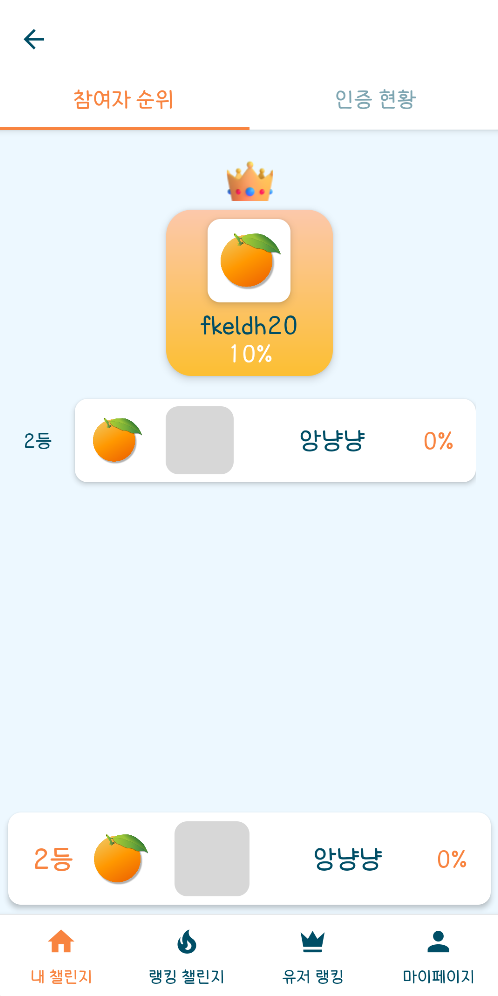 참여자 순위
인증 현황
fkeldh20
10%
2등 앙냥냥 0%
2등 앙냥냥 0%
내 챌린지
랭킹 챌린지
유저 랭킹
마이페이지